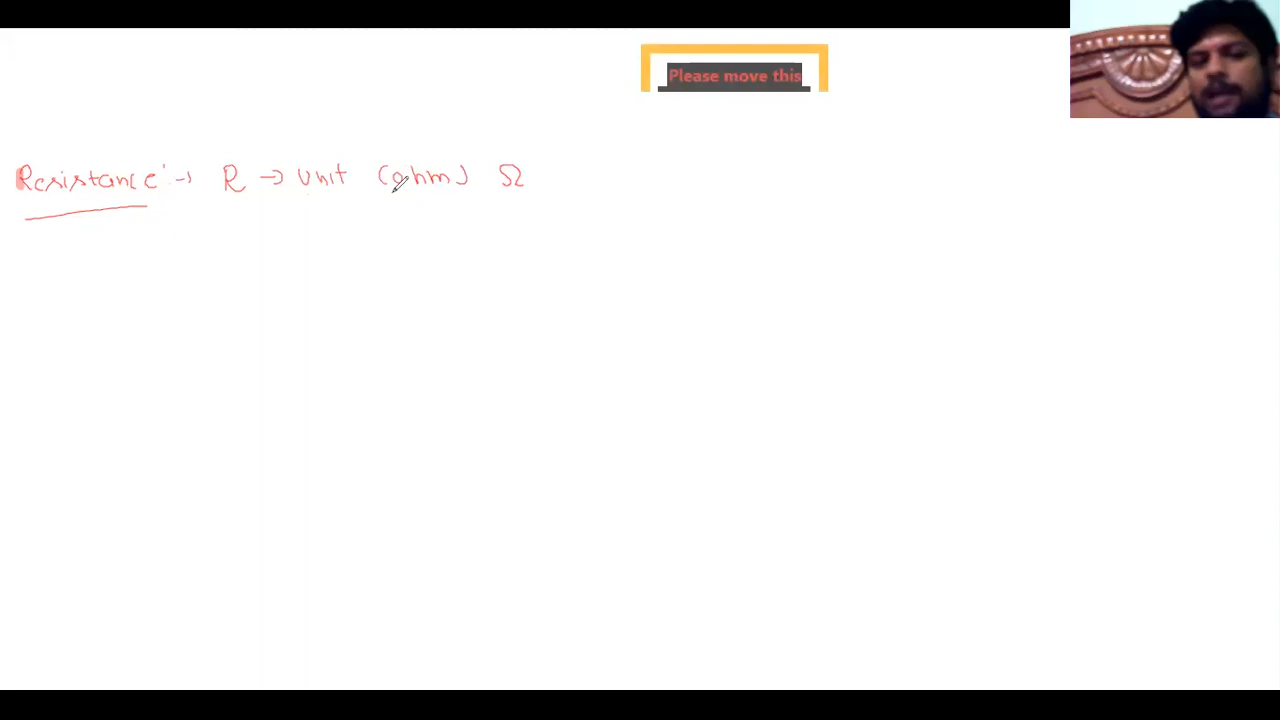 Please move this
Resistance :→ R → Unit (ohm) Ω